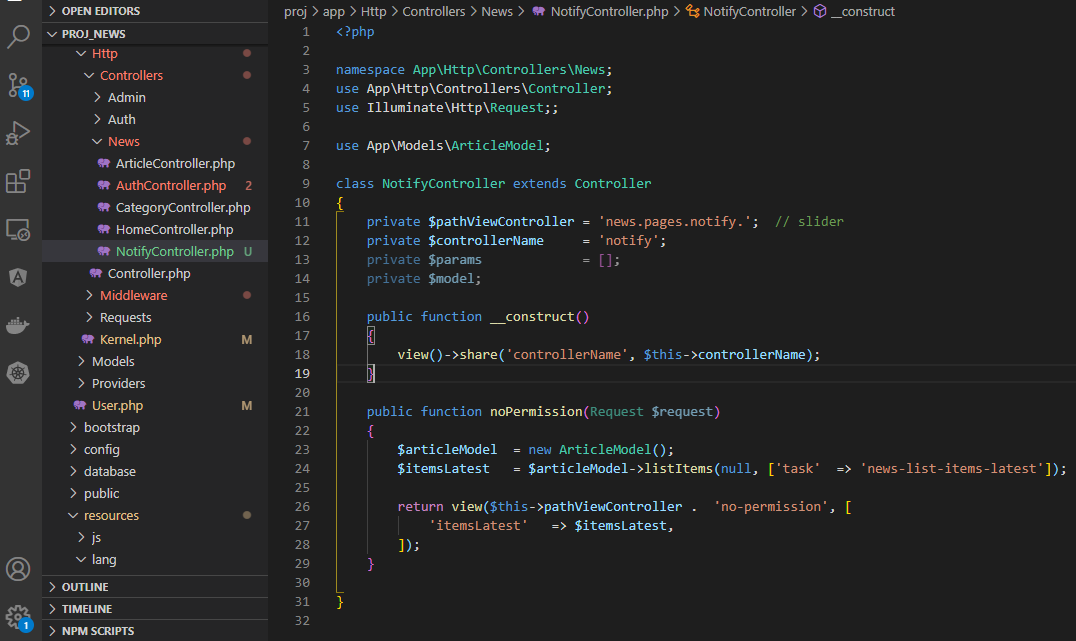 OPEN EDITORS
PROJ_NEWS
Http
Controllers
Admin
Auth
News
ArticleController.php
AuthController.php 2
CategoryController.php
HomeController.php
NotifyController.php U
Controller.php
Middleware
Requests
Kernel.php M
Models
Providers
User.php M
bootstrap
config
database
public
resources
js
lang
OUTLINE
TIMELINE
NPM SCRIPTS
11
1
proj > app > Http > Controllers > News > NotifyController.php > NotifyController > __construct
1 <?php
2
3 namespace App\Http\Controllers\News;
4 use App\Http\Controllers\Controller;
5 use Illuminate\Http\Request;;
6
7 use App\Models\ArticleModel;
8
9 class NotifyController extends Controller
10 {
11     private $pathViewController = 'news.pages.notify.';  // slider
12     private $controllerName     = 'notify';
13     private $params             = [];
14     private $model;
15
16     public function __construct()
17     {
18         view()->share('controllerName', $this->controllerName);
19     }
20
21     public function noPermission(Request $request)
22     {
23         $articleModel  = new ArticleModel();
24         $itemsLatest   = $articleModel->listItems(null, ['task'  => 'news-list-items-latest']);
25
26         return view($this->pathViewController .  'no-permission', [
27             'itemsLatest'   => $itemsLatest,
28         ]);
29     }
30
31 }
32